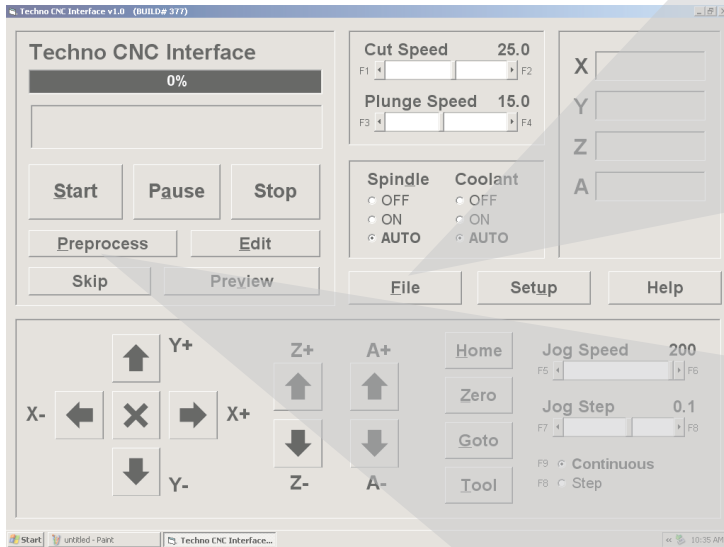 Techno CNC Interface v1.0 (BUILD# 377)
Techno CNC Interface
0%
Start Pause Stop
Preprocess Edit
Skip Preview
Cut Speed 25.0
F1 F2
Plunge Speed 15.0
F3 F4
Spindle Coolant
OFF OFF
ON ON
AUTO AUTO
X
Y
Z
A
File Setup Help
Y+
X- X+
Y-
Z+ A+
Z- A-
Home
Zero
Goto
Tool
Jog Speed 200
F5 F6
Jog Step 0.1
F7 F8
F9 Continuous
F8 Step
Start untitled - Paint Techno CNC Interface... 10:35 AM